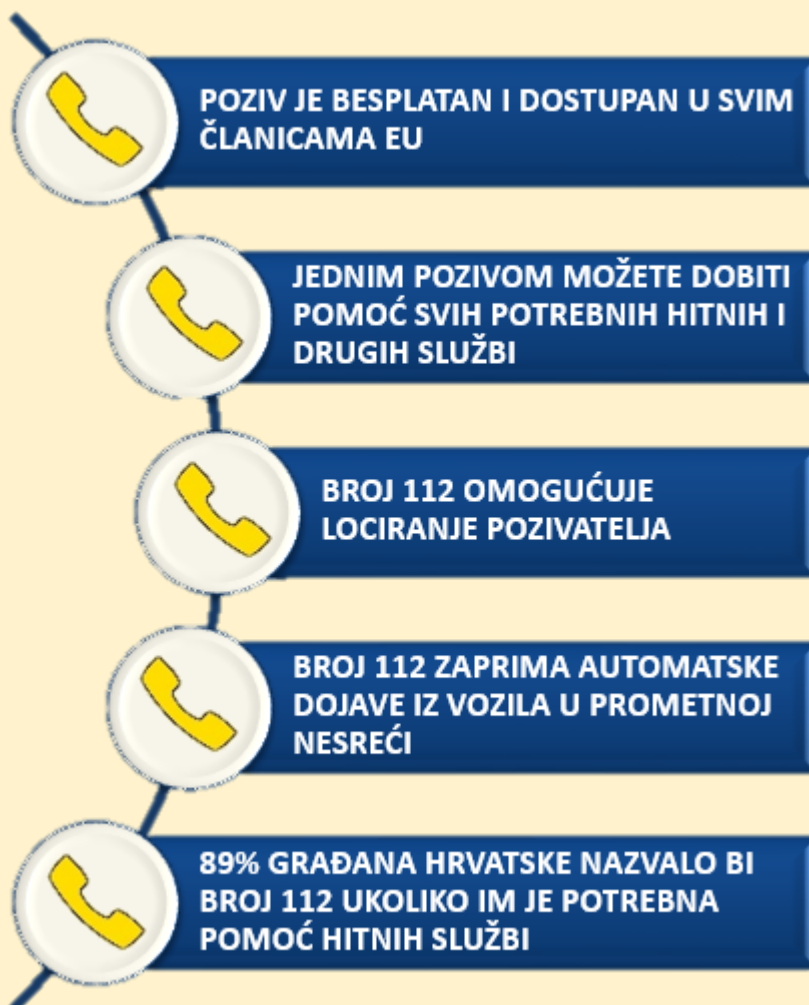 POZIV JE BESPLATAN I DOSTUPAN U SVIM
ČLANICAMA EU
JEDNIM POZIVOM MOŽETE DOBITI
POMOĆ SVIH POTREBNIH HITNIH I
DRUGIH SLUŽBI
BROJ 112 OMOGUĆUJE
LOCIRANJE POZIVATELJA
BROJ 112 ZAPRIMA AUTOMATSKE
DOJAVE IZ VOZILA U PROMETNOJ
NESREĆI
89% GRAĐANA HRVATSKE NAZVALO BI
BROJ 112 UKOLIKO IM JE POTREBNA
POMOĆ HITNIH SLUŽBI